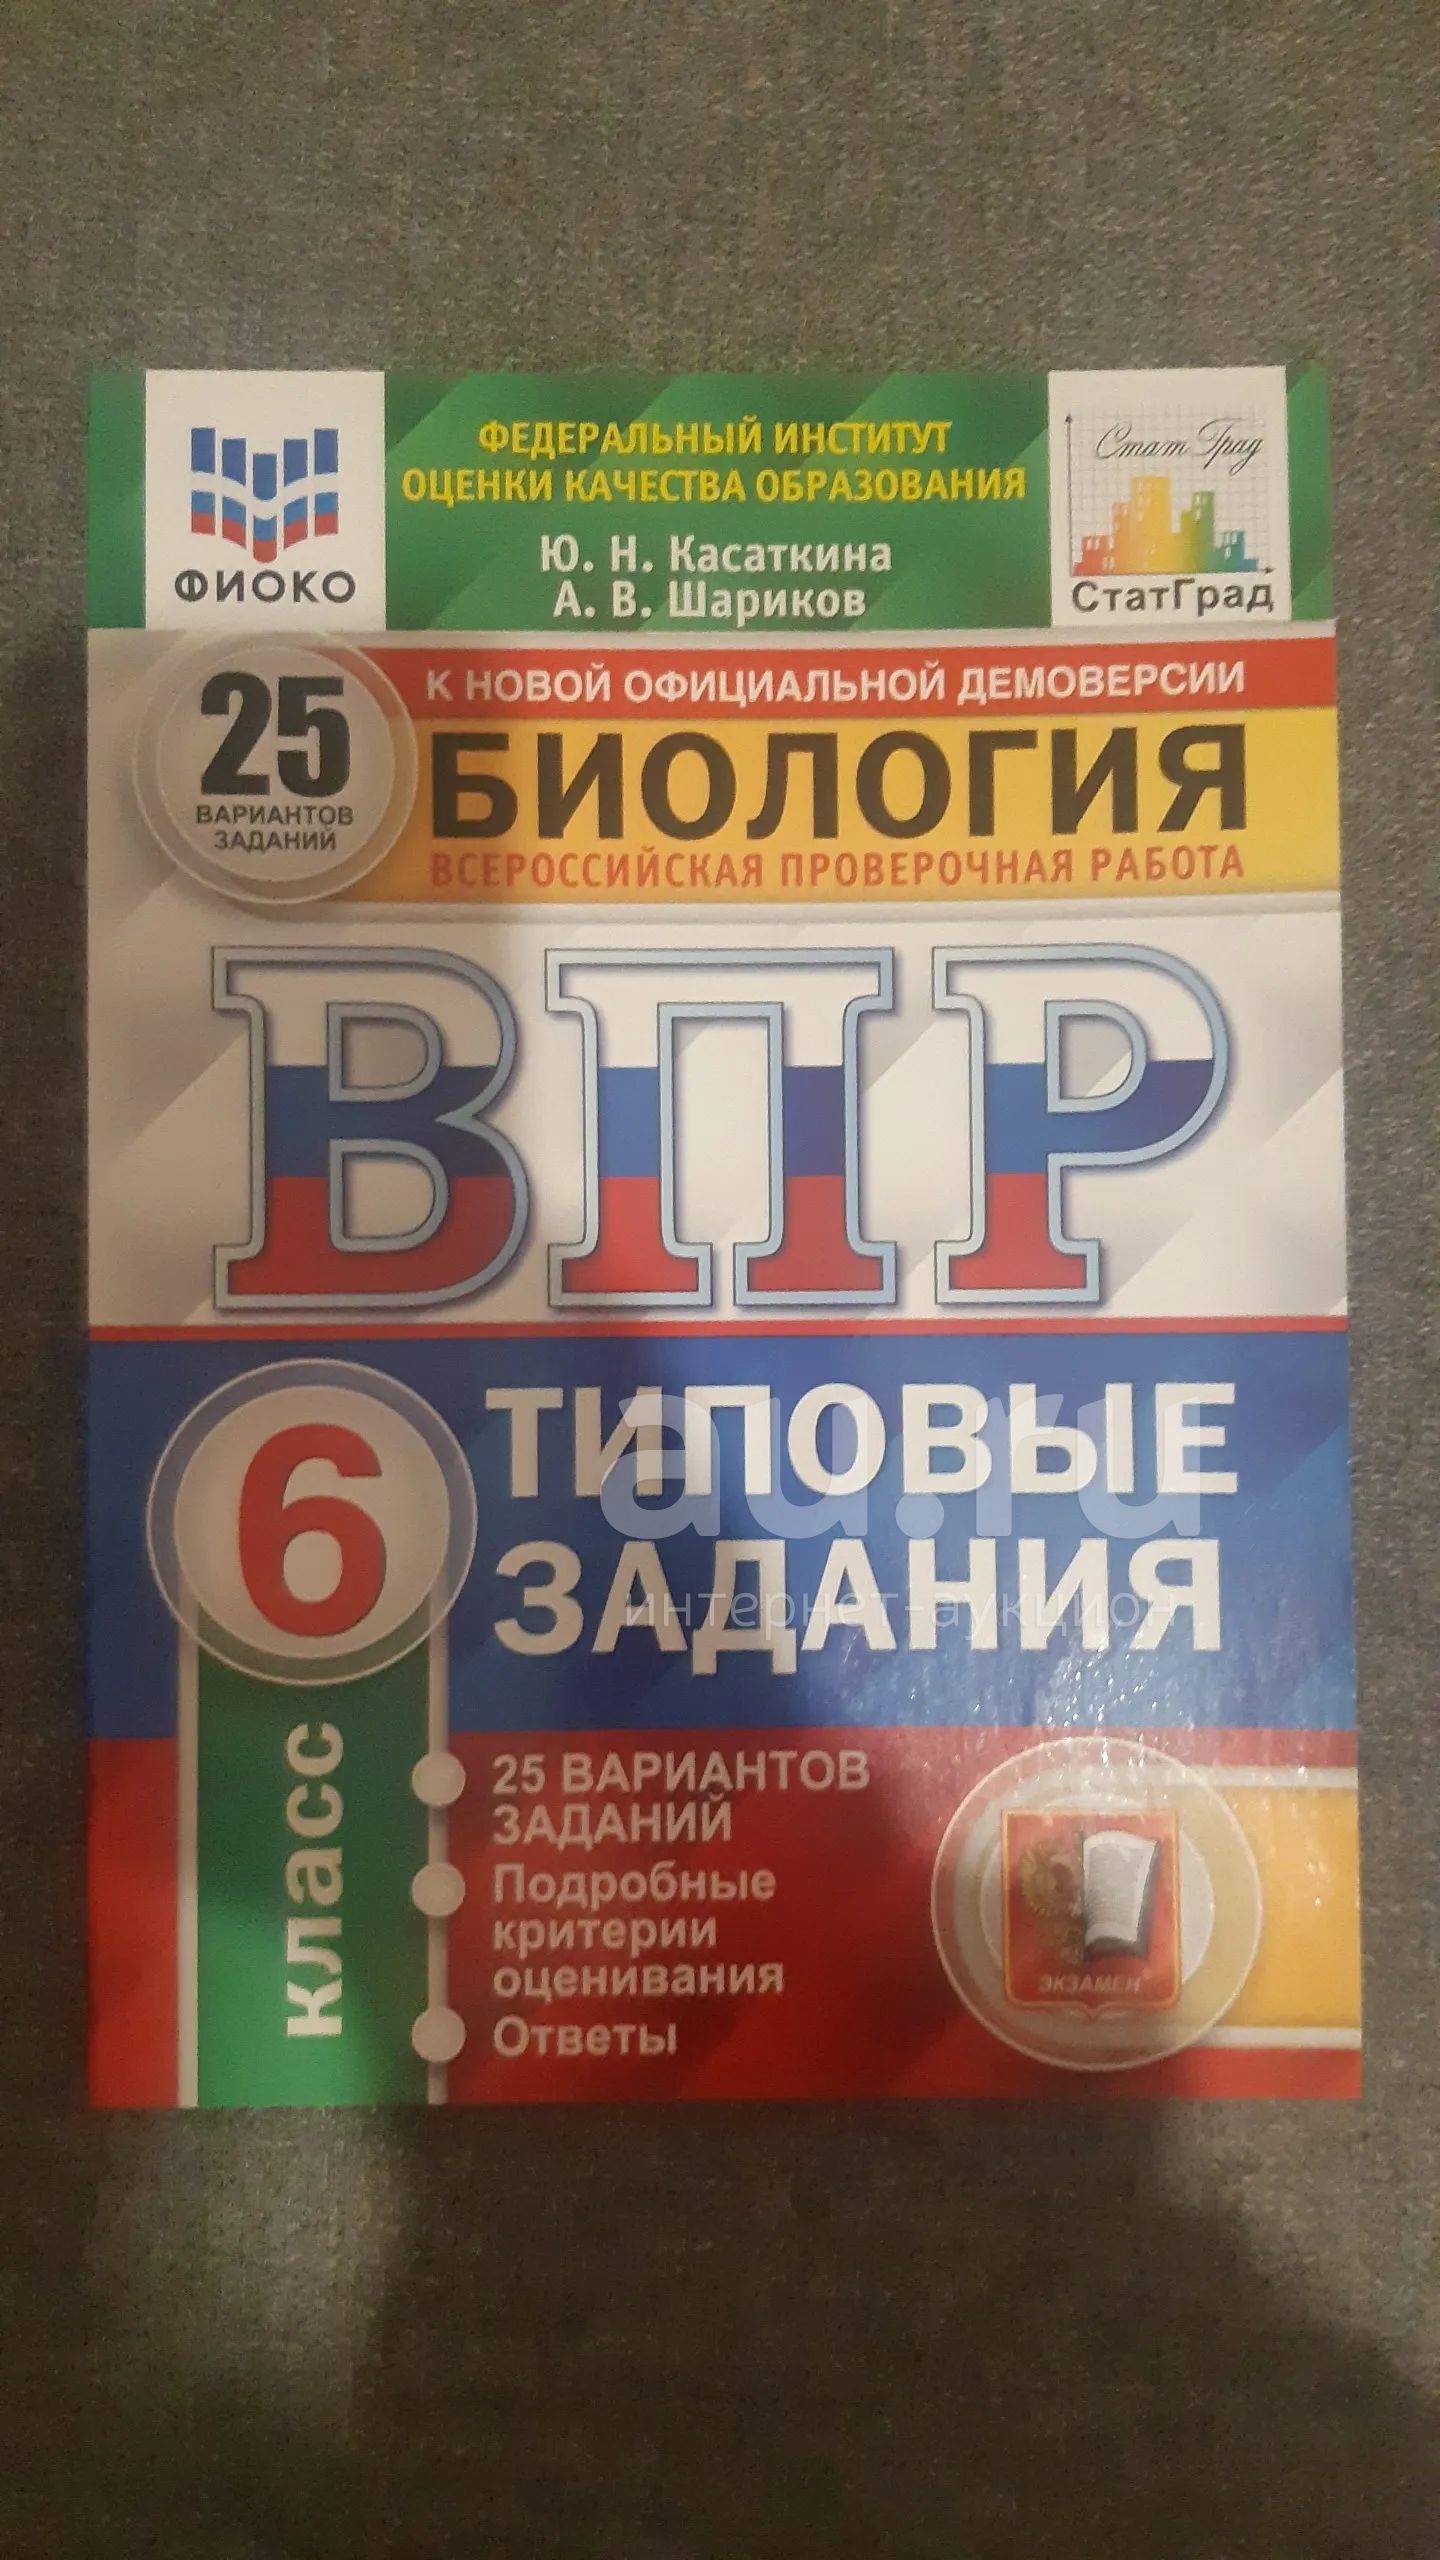 ФИОКО
ФЕДЕРАЛЬНЫЙ ИНСТИТУТ
ОЦЕНКИ КАЧЕСТВА ОБРАЗОВАНИЯ
Ю. Н. Касаткина
А. В. Шариков
Стат Град
СтатГрад
25
ВАРИАНТОВ
ЗАДАНИЙ
К НОВОЙ ОФИЦИАЛЬНОЙ ДЕМОВЕРСИИ
БИОЛОГИЯ
ВСЕРОССИЙСКАЯ ПРОВЕРОЧНАЯ РАБОТА
ВПР
6
класс
ТИПОВЫЕ
ЗАДАНИЯ
au.ru
интернет-аукцион
25 ВАРИАНТОВ
ЗАДАНИЙ
Подробные
критерии
оценивания
Ответы
ЭКЗАМЕН®